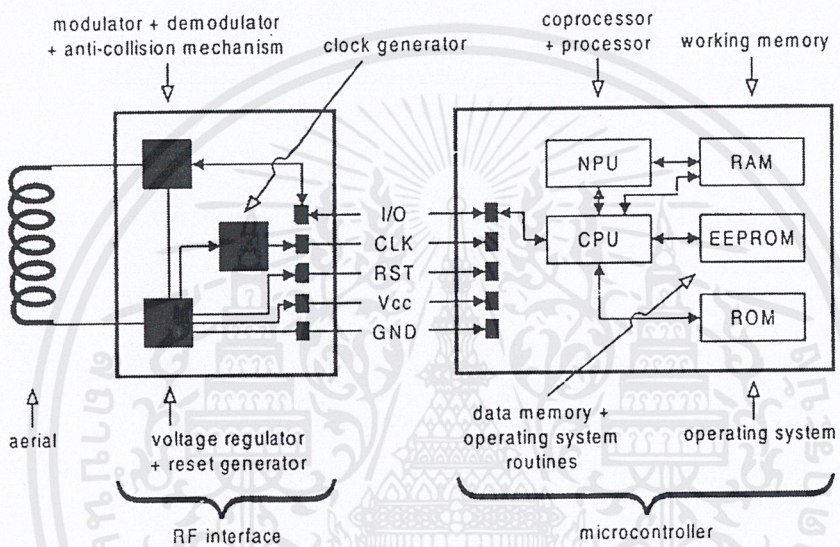 modulator + demodulator
+ anti-collision mechanism
clock generator
coprocessor
+ processor
working memory
NPU
RAM
I/O
CLK
CPU
EEPROM
RST
Vcc
GND
ROM
aerial
voltage regulator
+ reset generator
data memory +
operating system
routines
operating system
RF interface
microcontroller